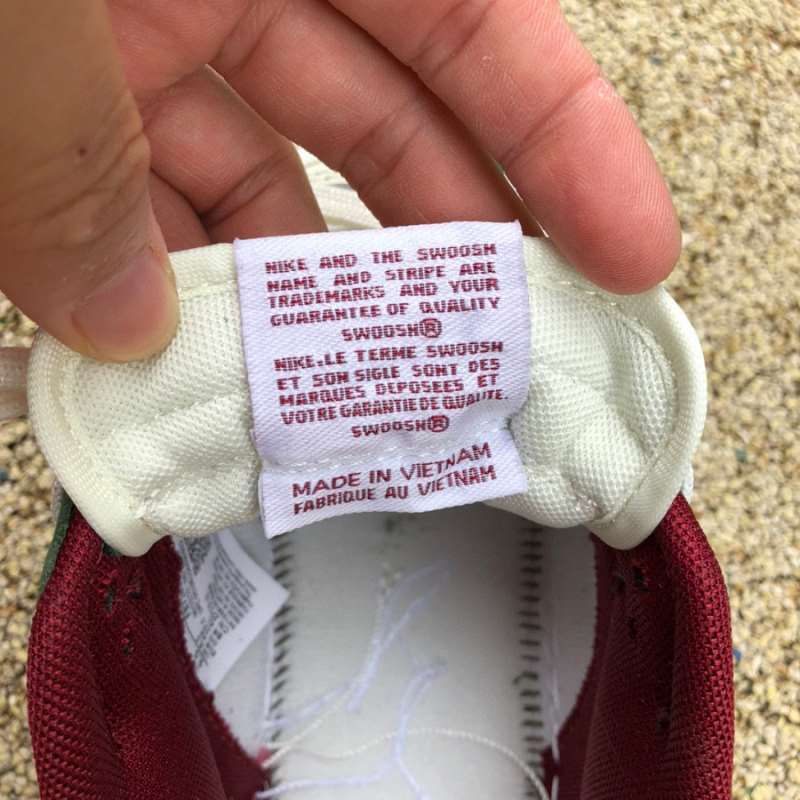 NIKE AND THE SWOOSH
NAME AND STRIPE ARE
TRADEMARKS AND YOUR
GUARANTEE OF QUALITY
SWOOSH®
NIKE.LE TERME SWOOSH
ET SON SIGLE SONT DES
MARQUES DEPOSEES ET
VOTRE GARANTIE DE QUALITE.
SWOOSH®
MADE IN VIETNAM
FABRIQUE AU VIETNAM